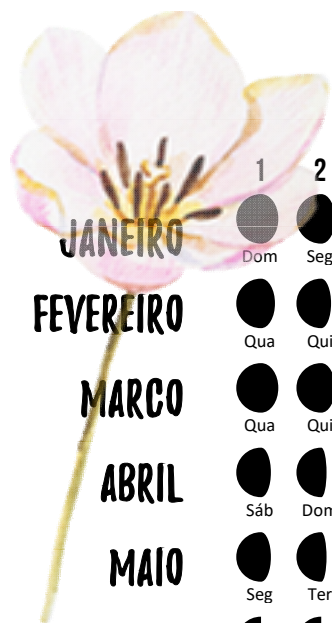 1 2
JANEIRO
Dom Seg
FEVEREIRO
Qua Qui
MARCO
Qua Qui
ABRIL
Sáb Dom
MAIO
Seg Ter